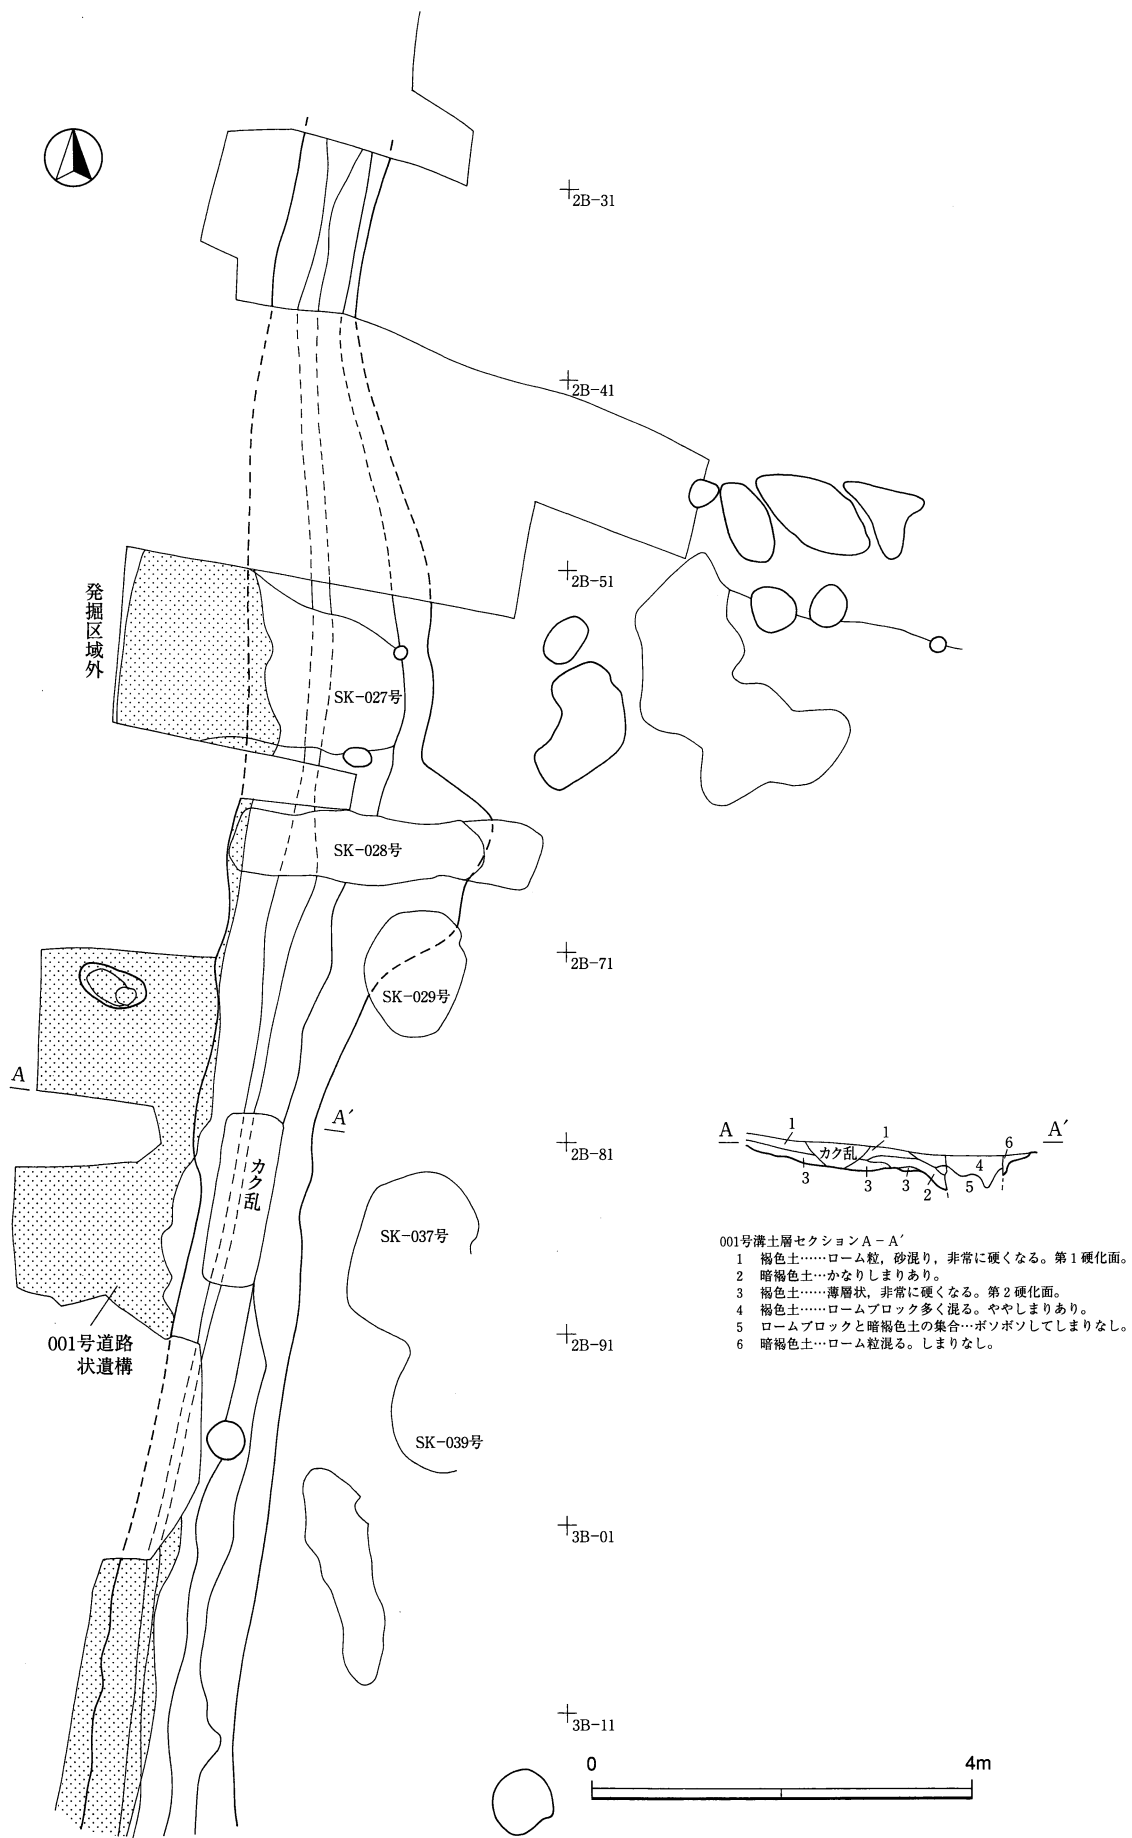 2B-31
2B-41
2B-51
発掘区域外
SK-027号
SK-028号
2B-71
SK-029号
A
A′
2B-81
カク乱
SK-037号
001号道路
状遺構
2B-91
SK-039号
3B-01
3B-11
0
4m
A
1
カク乱
1
6
A′
3
3
3
2
4
5
001号溝土層セクションA-A′
1 褐色土……ローム粒，砂混り，非常に硬くなる。第1硬化面。
2 暗褐色土…かなりしまりあり。
3 褐色土……薄層状，非常に硬くなる。第2硬化面。
4 褐色土……ロームブロック多く混る。ややしまりあり。
5 ロームブロックと暗褐色土の集合…ボソボソしてしまりなし。
6 暗褐色土…ローム粒混る。しまりなし。